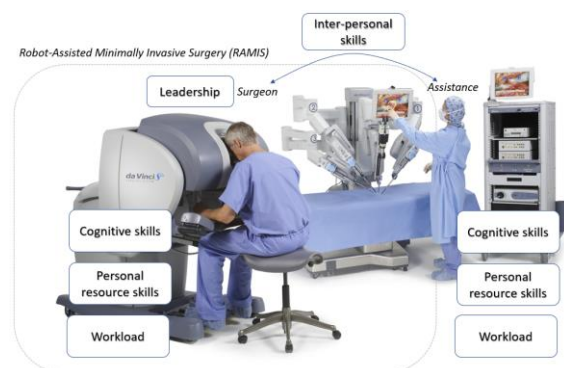 Inter-personal
skills
Robot-Assisted Minimally Invasive Surgery (RAMIS)
Leadership
Surgeon
Assistance
da Vinci
Cognitive skills
Cognitive skills
Personal
resource skills
Personal
resource skills
Workload
Workload